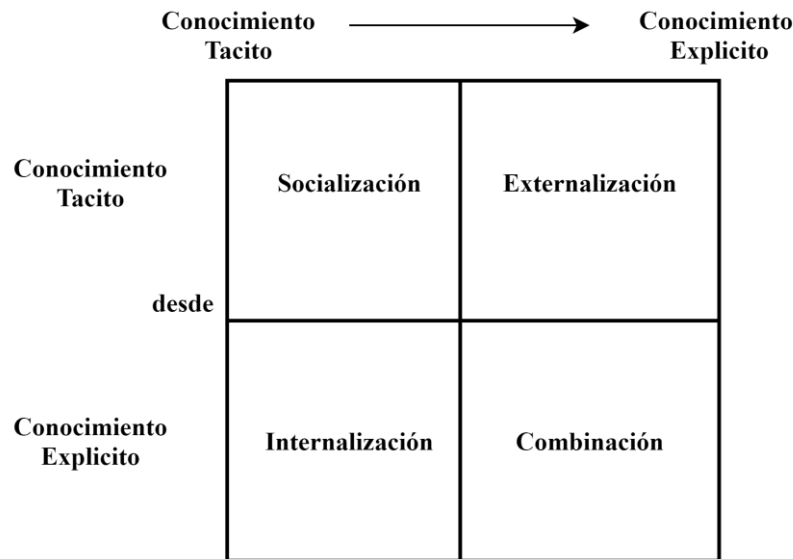 Conocimiento
Tacito
Conocimiento
Explicito
Conocimiento
Tacito
Socialización
Externalización
desde
Conocimiento
Explicito
Internalización
Combinación